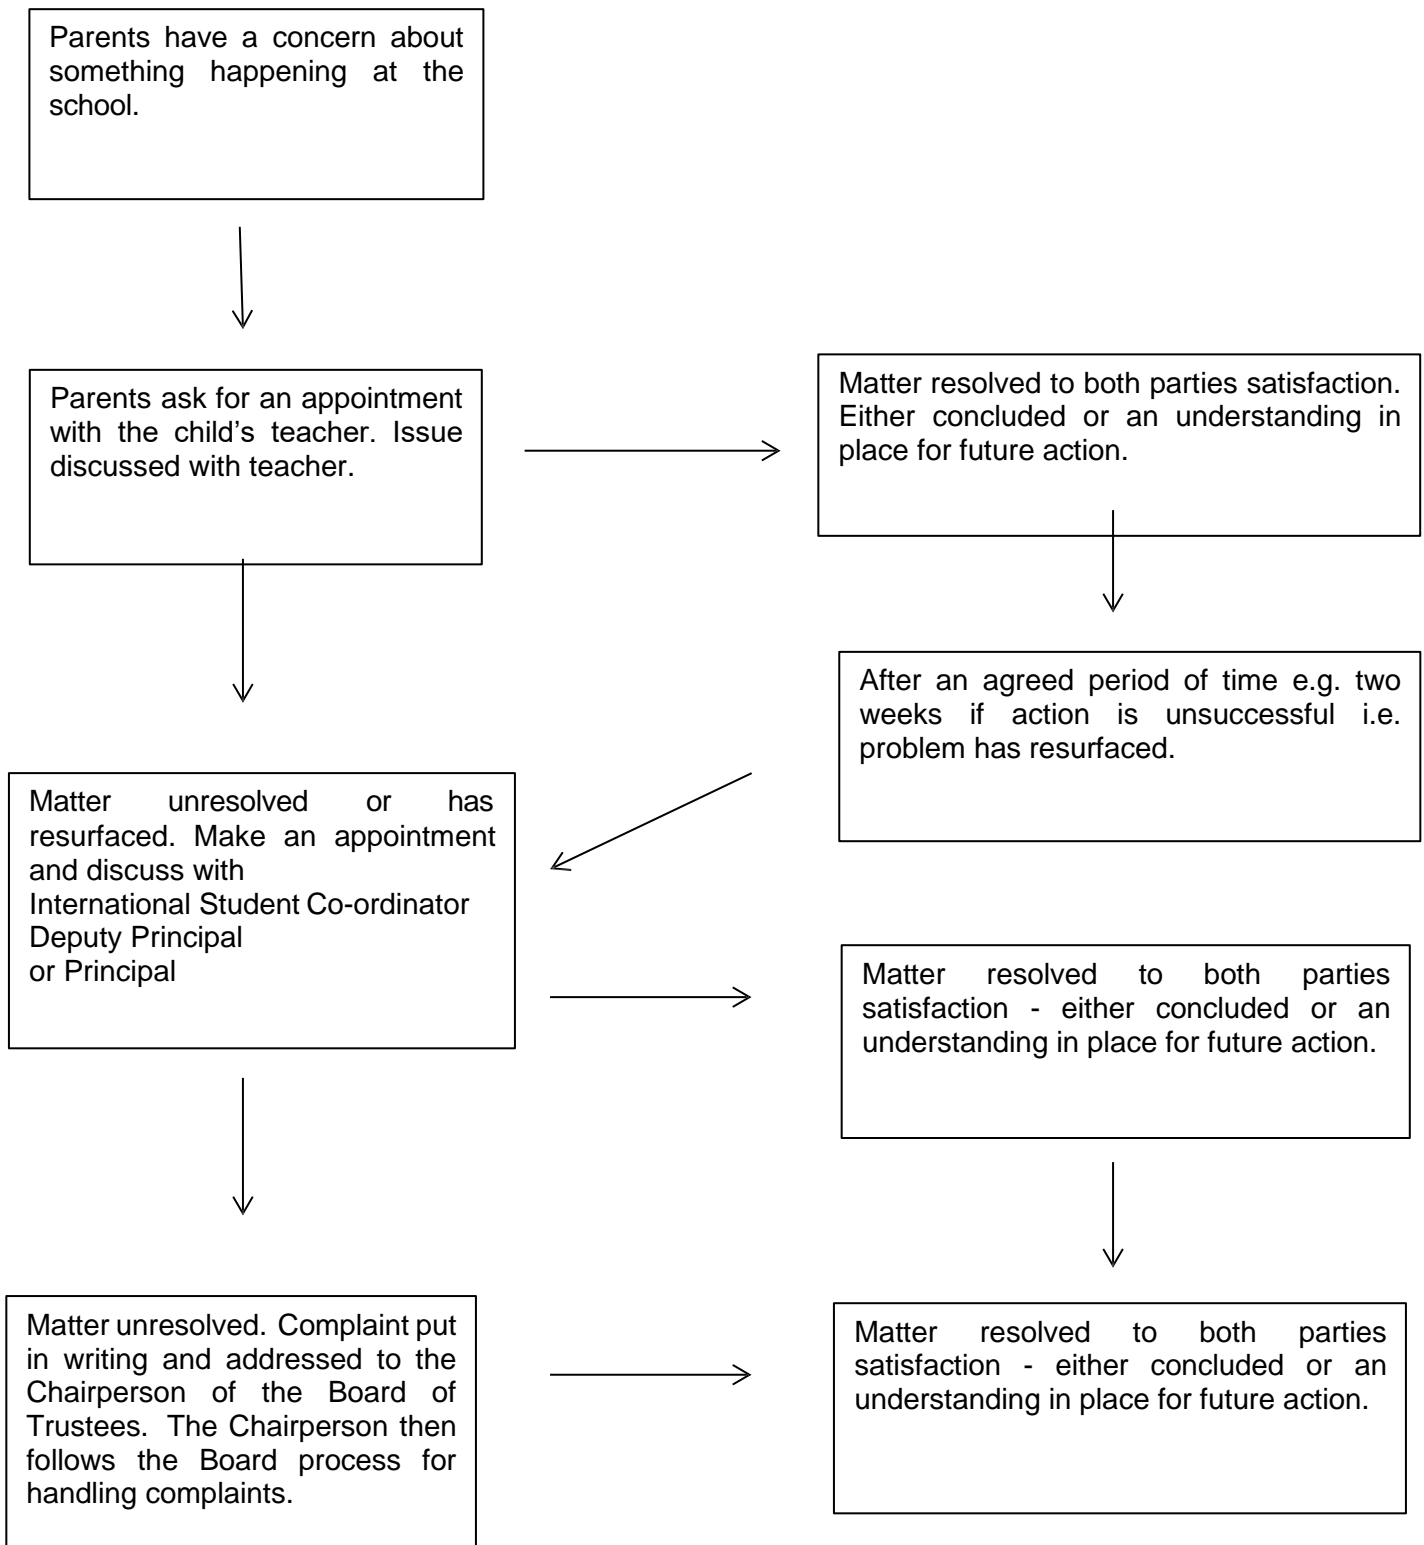 Parents have a concern about
something happening at the
school.
Parents ask for an appointment
with the child’s teacher. Issue
discussed with teacher.
Matter resolved to both parties satisfaction.
Either concluded or an understanding in
place for future action.
After an agreed period of time e.g. two
weeks if action is unsuccessful i.e.
problem has resurfaced.
Matter unresolved or has
resurfaced. Make an appointment
and discuss with
International Student Co-ordinator
Deputy Principal
or Principal
Matter resolved to both parties
satisfaction - either concluded or an
understanding in place for future action.
Matter unresolved. Complaint put
in writing and addressed to the
Chairperson of the Board of
Trustees. The Chairperson then
follows the Board process for
handling complaints.
Matter resolved to both parties
satisfaction - either concluded or an
understanding in place for future action.